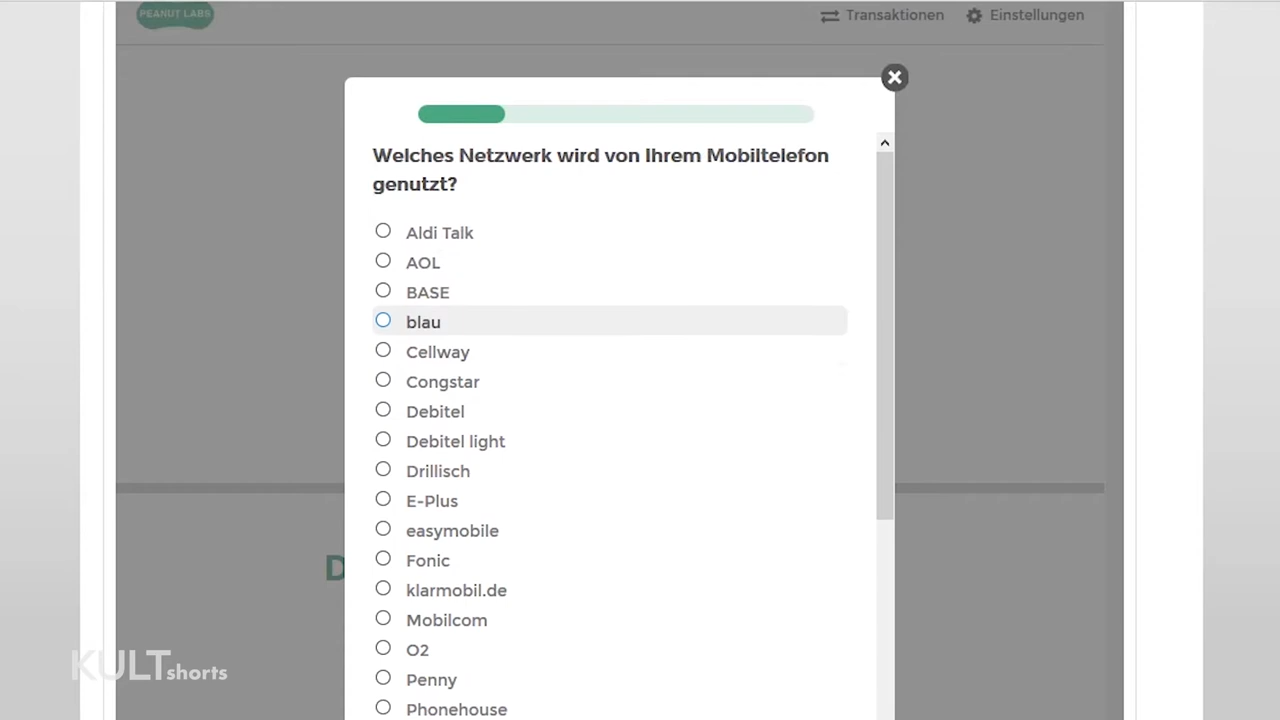 PEANUT LABS
Transaktionen
Einstellungen
Welches Netzwerk wird von Ihrem Mobiltelefon
genutzt?
Aldi Talk
AOL
BASE
blau
Cellway
Congstar
Debitel
Debitel light
Drillisch
E-Plus
easymobile
Fonic
klarmobil.de
Mobilcom
O2
Penny
Phonehouse
D
KULTshorts